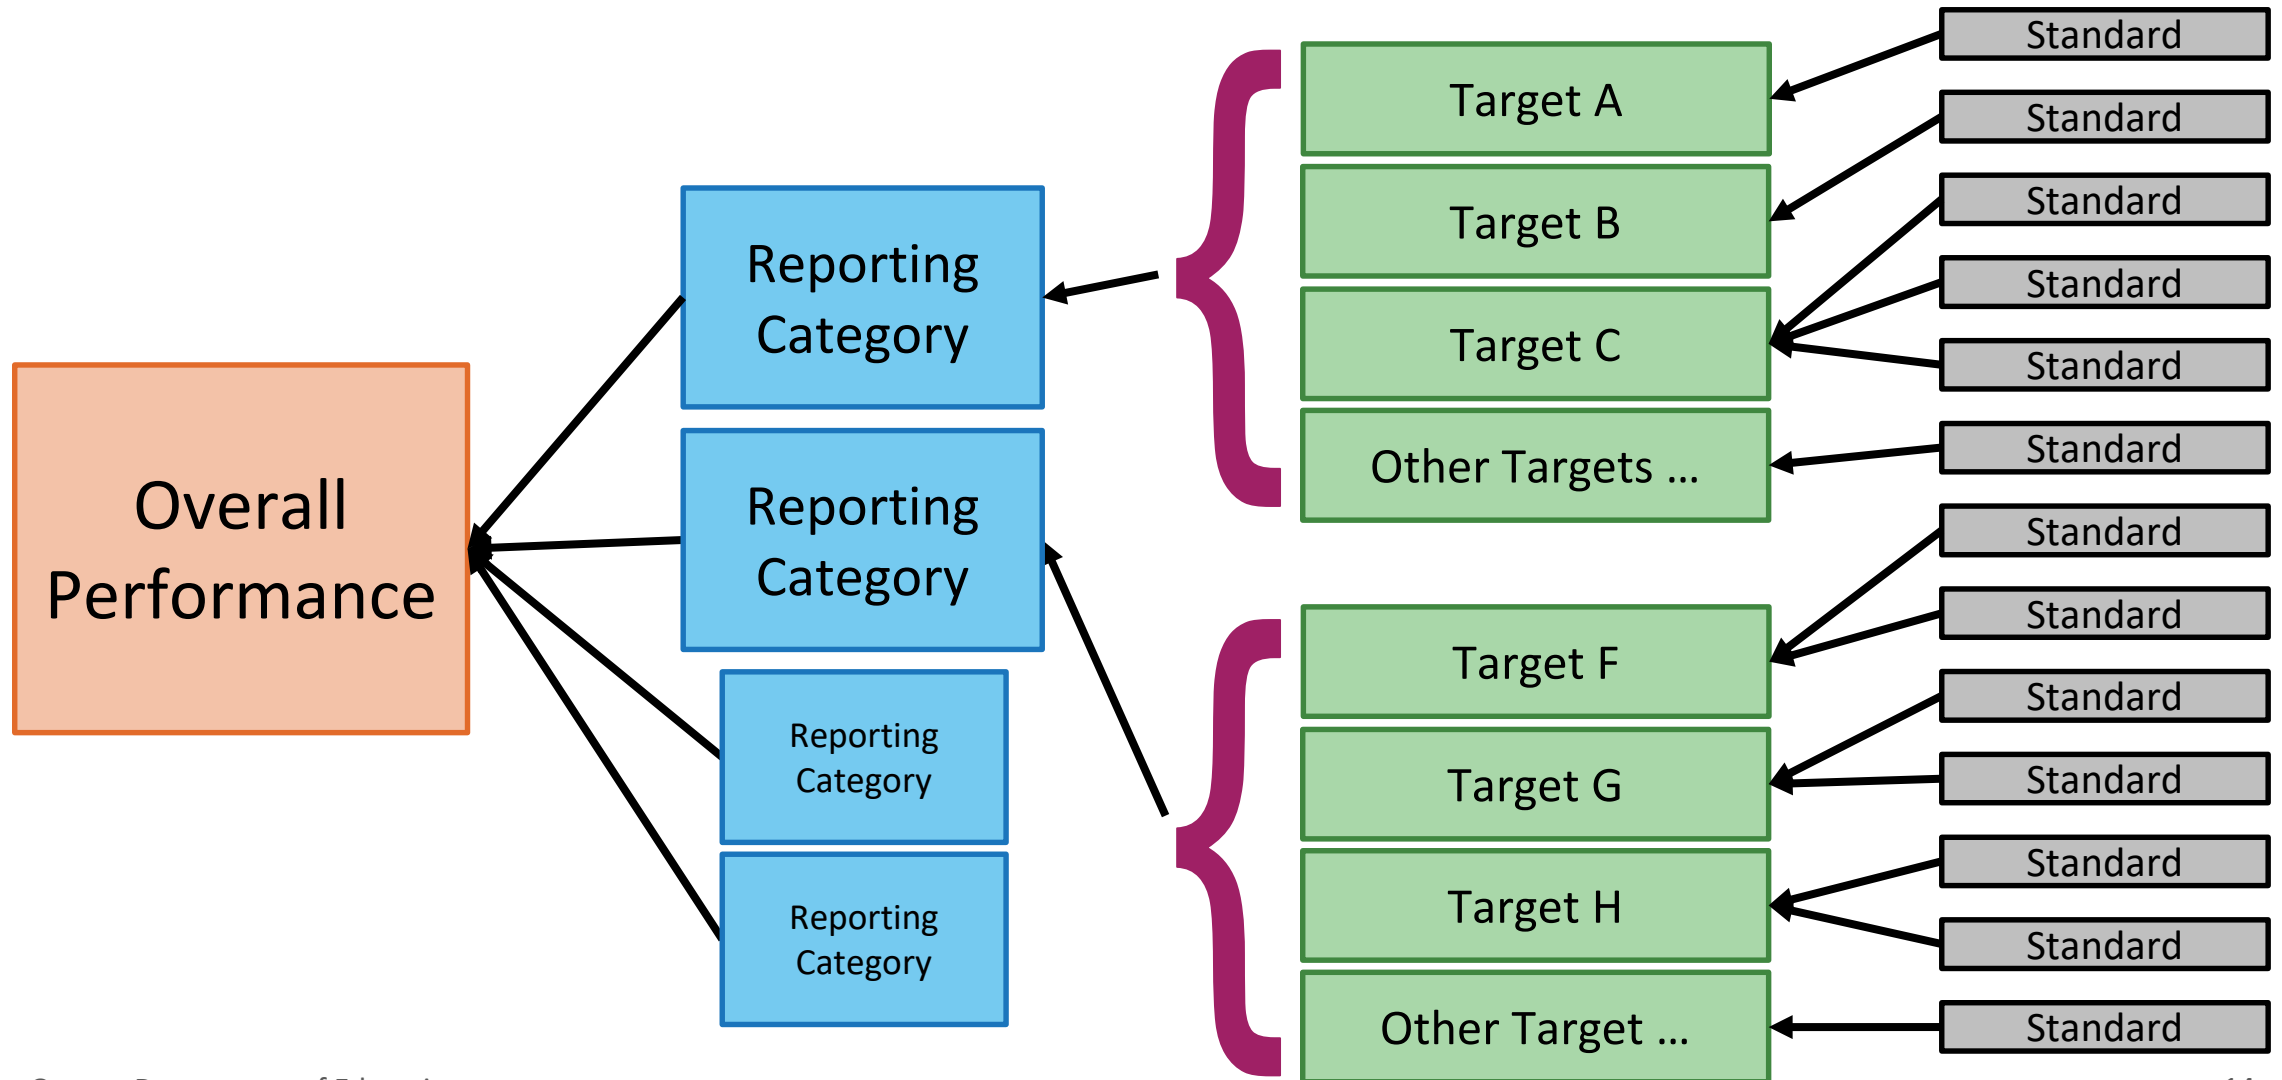 Overall
Performance
Reporting
Category
Reporting
Category
Reporting
Category
Reporting
Category
Target A
Target B
Target C
Other Targets ...
Target F
Target G
Target H
Other Target ...
Standard
Standard
Standard
Standard
Standard
Standard
Standard
Standard
Standard
Standard
Standard
Standard
Standard